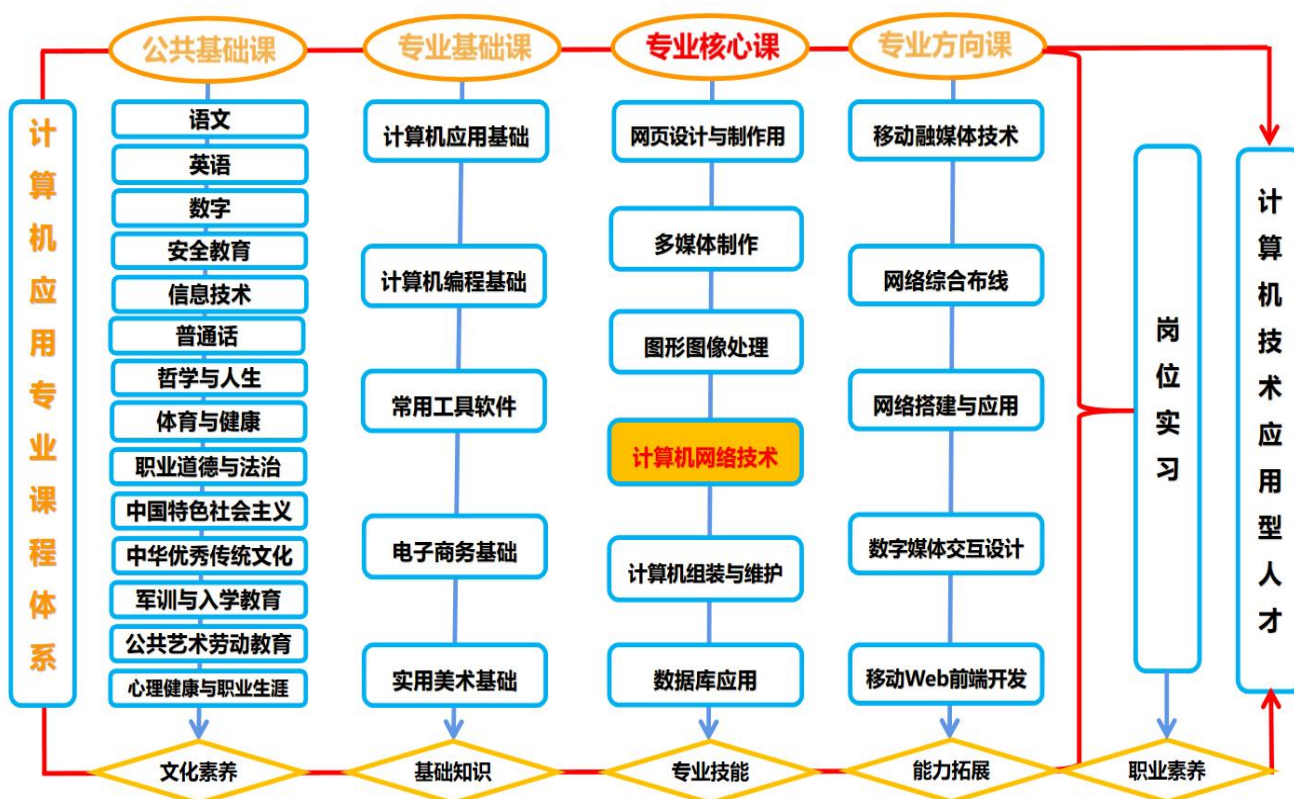 公共基础课
专业基础课
专业核心课
专业方向课
计算机应用专业课程体系
语文
英语
数字
安全教育
信息技术
普通话
哲学与人生
体育与健康
职业道德与法治
中国特色社会主义
中华优秀传统文化
军训与入学教育
公共艺术劳动教育
心理健康与职业生涯
计算机应用基础
计算机编程基础
常用工具软件
电子商务基础
实用美术基础
网页设计与制作用
多媒体制作
图形图像处理
计算机网络技术
计算机组装与维护
数据库应用
移动融媒体技术
网络综合布线
网络搭建与应用
数字媒体交互设计
移动Web前端开发
岗位实习
计算机技术应用型人才
文化素养
基础知识
专业技能
能力拓展
职业素养